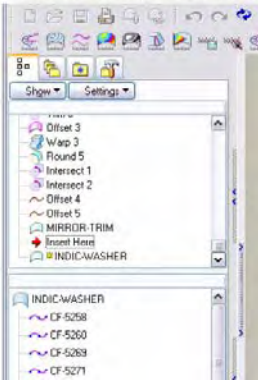 Show Settings
Offset 3
Warp 3
Round 5
Intersect 1
Intersect 2
Offset 4
Offset 5
MIRROR-TRIM
Insert Here
INDIC-WASHER
INDIC-WASHER
CF-5258
CF-5260
CF-5269
CF-5271